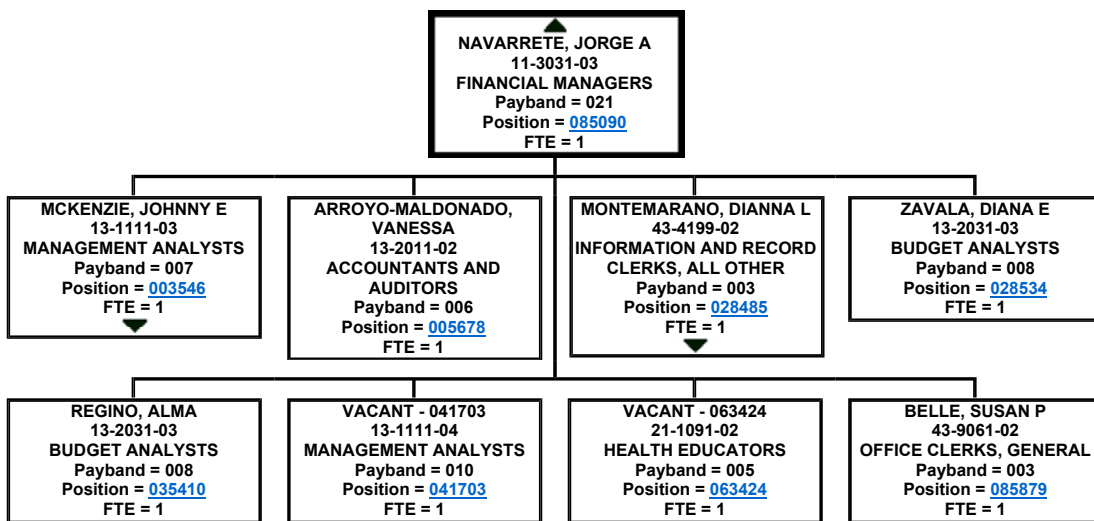 NAVARRETE, JORGE A
11-3031-03
FINANCIAL MANAGERS
Payband = 021
Position = 085090
FTE = 1
MCKENZIE, JOHNNY E
13-1111-03
MANAGEMENT ANALYSTS
Payband = 007
Position = 003546
FTE = 1
ARROYO-MALDONADO,
VANESSA
13-2011-02
ACCOUNTANTS AND
AUDITORS
Payband = 006
Position = 005678
FTE = 1
MONTEMARANO, DIANNA L
43-4199-02
INFORMATION AND RECORD
CLERKS, ALL OTHER
Payband = 003
Position = 028485
FTE = 1
ZAVALA, DIANA E
13-2031-03
BUDGET ANALYSTS
Payband = 008
Position = 028534
FTE = 1
REGINO, ALMA
13-2031-03
BUDGET ANALYSTS
Payband = 008
Position = 035410
FTE = 1
VACANT - 041703
13-1111-04
MANAGEMENT ANALYSTS
Payband = 010
Position = 041703
FTE = 1
VACANT - 063424
21-1091-02
HEALTH EDUCATORS
Payband = 005
Position = 063424
FTE = 1
BELLE, SUSAN P
43-9061-02
OFFICE CLERKS, GENERAL
Payband = 003
Position = 085879
FTE = 1